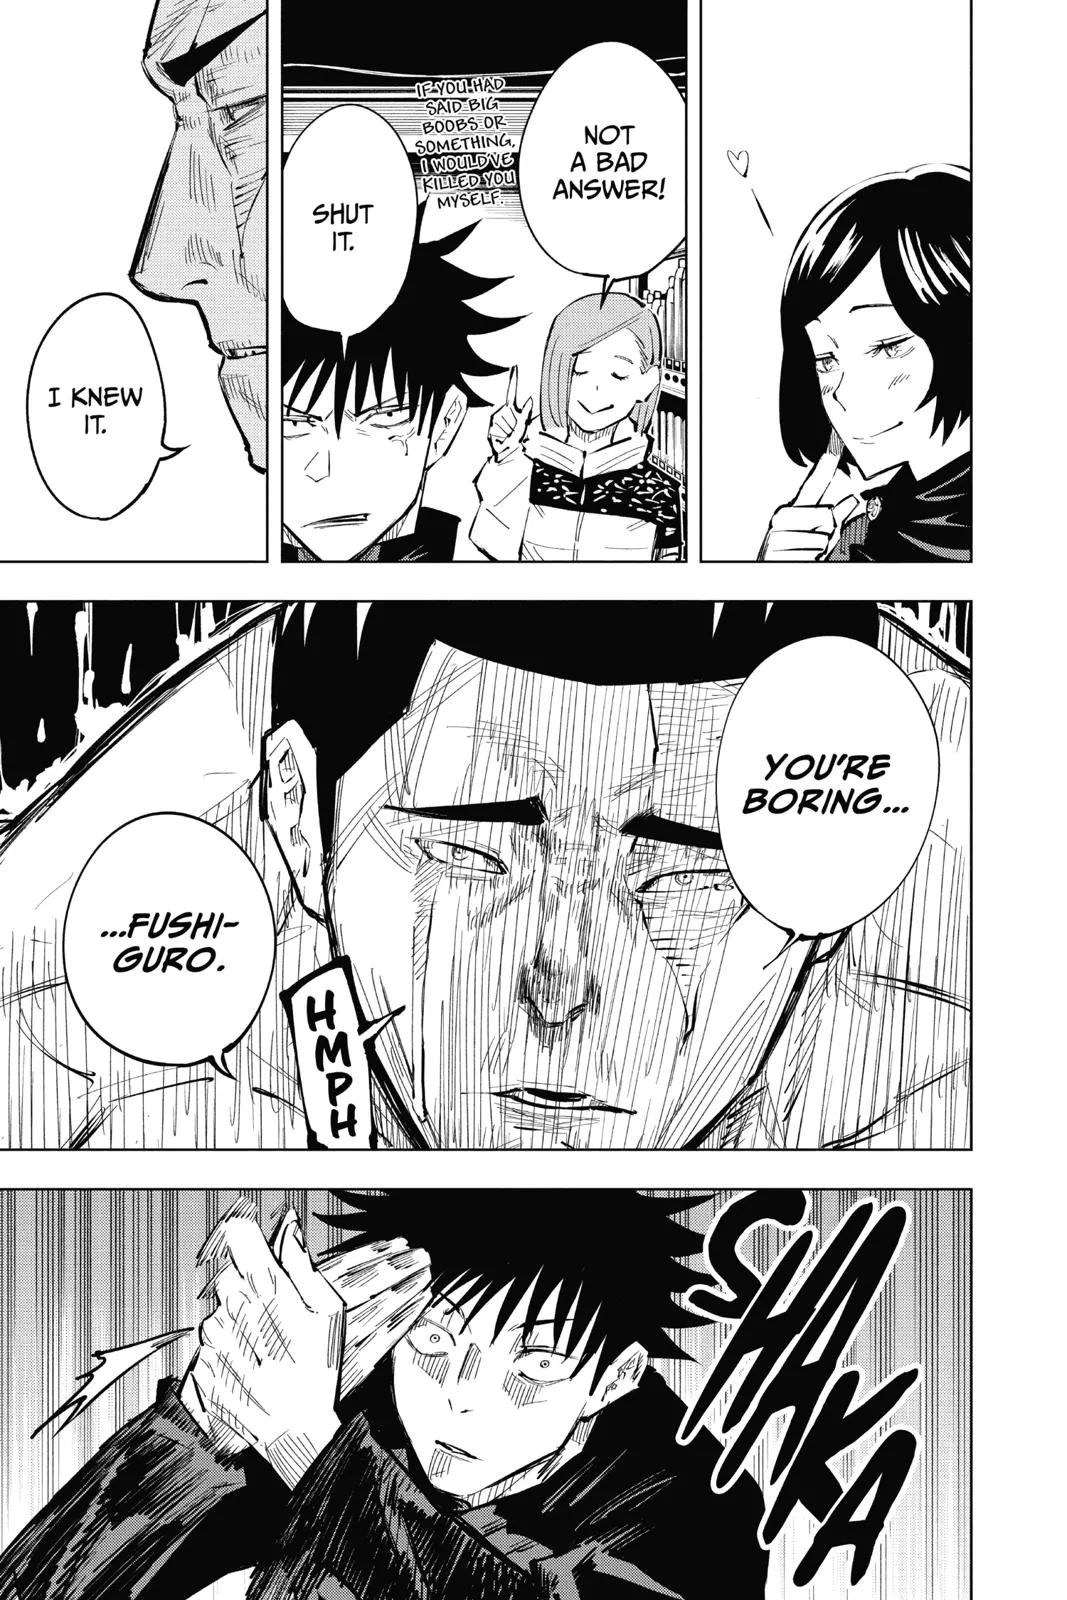 NOT
A BAD
ANSWER!
IF YOU HAD
SAID BIG
BOOBS OR
SOMETHING,
I WOULD'VE
KILLED YOU
MYSELF.
SHUT
IT.
I KNEW
IT.
YOU'RE
BORING...
...FUSHI-
GURO.
HMPH
SHAKA